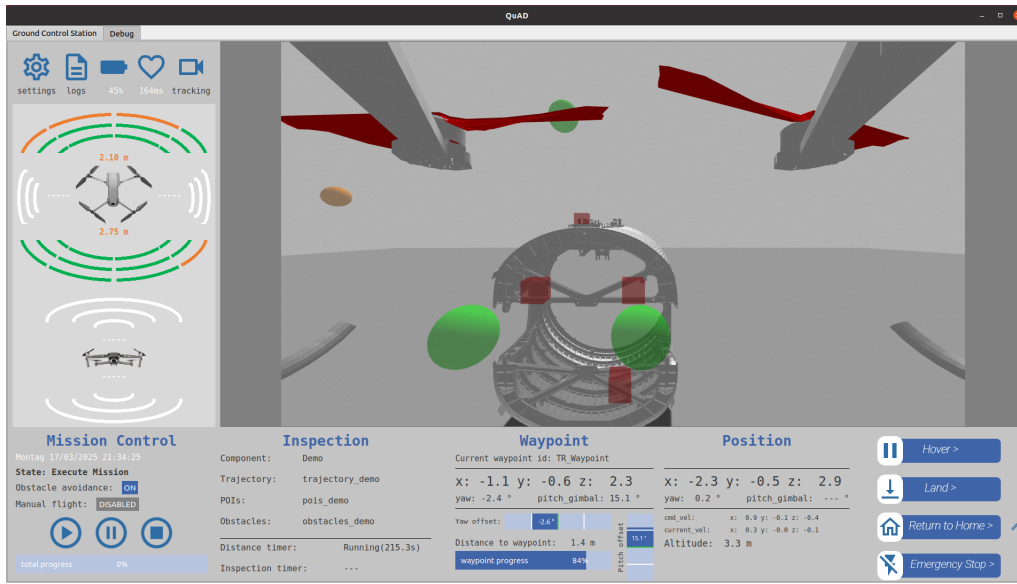 QuAD
Ground Control Station Debug
settings logs 45% 164ms tracking
2.10 m
2.75 m
Mission Control
Montag 17/03/2025 21:34:25
State: Execute Mission
Obstacle avoidance: ON
Manual flight: DISABLED
total progress 0%
Inspection
Component: Demo
Trajectory: trajectory_demo
POIs: pois_demo
Obstacles: obstacles_demo
Distance timer: Running(215.3s)
Inspection timer: ---
Waypoint
Current waypoint id: TR_Waypoint
x: -1.1 y: -0.6 z: 2.3
yaw: -2.4 ° pitch_gimbal: 15.1 °
Yaw offset: -2.6°
Distance to waypoint: 1.4 m
waypoint progress 84%
Pitch offset
15.1°
Position
x: -2.3 y: -0.5 z: 2.9
yaw: 0.2 ° pitch_gimbal: --- °
cmd_vel: x: 0.9 y: -0.1 z: -0.4
current_vel: x: 0.3 y: -0.0 z: -0.1
Altitude: 3.3 m
Hover >
Land >
Return to Home >
Emergency Stop >